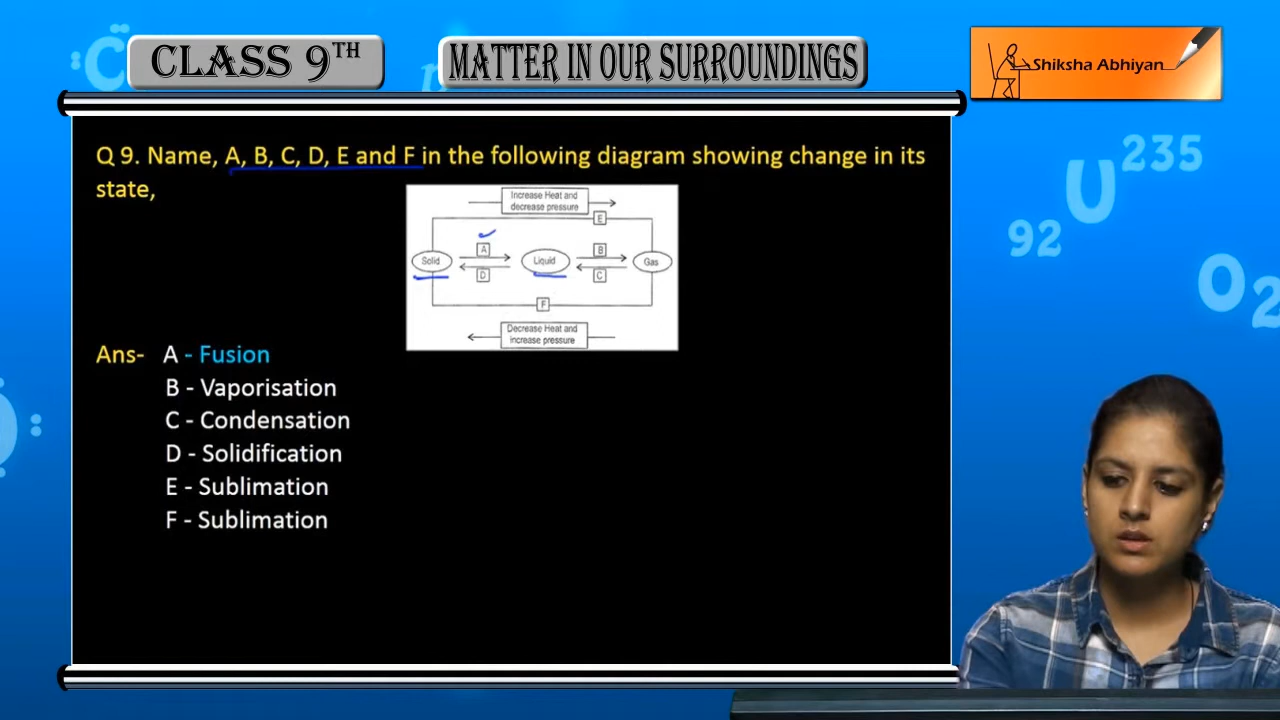 CLASS 9TH
MATTER IN OUR SURROUNDINGS
Shiksha Abhiyan
Q 9. Name, A, B, C, D, E and F in the following diagram showing change in its
state,
Increase Heat and
decrease pressure
E
A
B
Solid
Liquid
Gas
D
C
F
Decrease Heat and
increase pressure
Ans- A - Fusion
B - Vaporisation
C - Condensation
D - Solidification
E - Sublimation
F - Sublimation
:C
U 235
92
O2